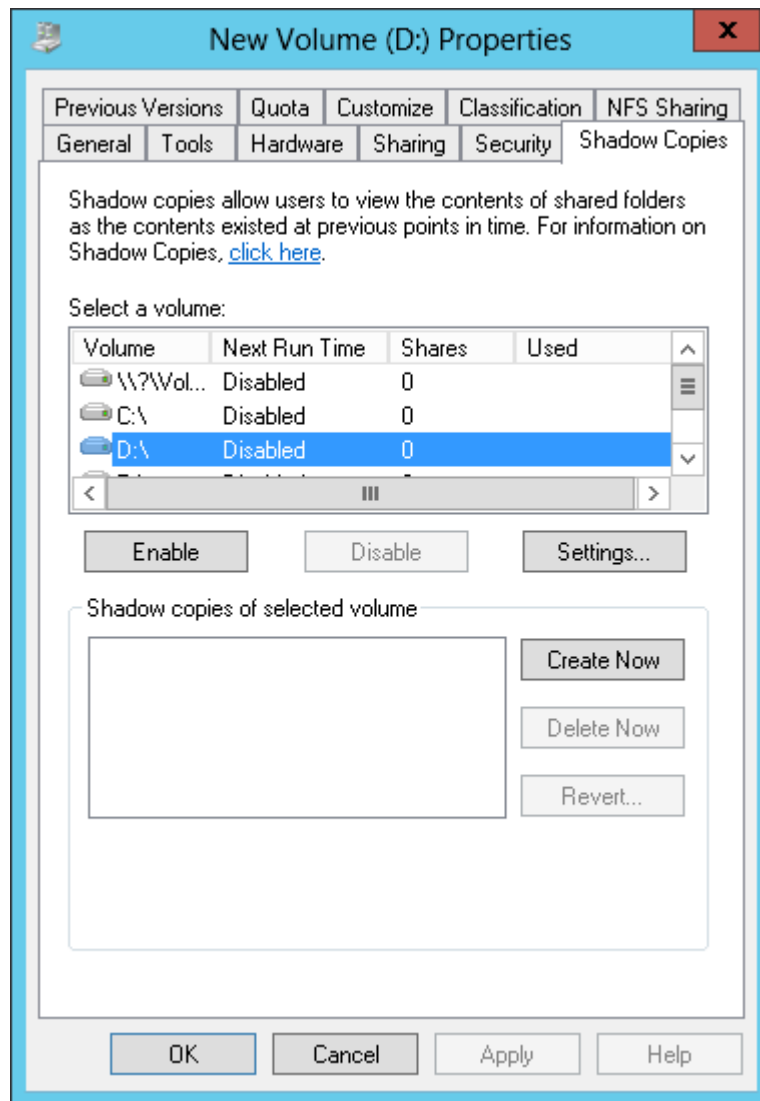 New Volume (D:) Properties
x
Previous Versions Quota Customize Classification NFS Sharing
General Tools Hardware Sharing Security Shadow Copies
Shadow copies allow users to view the contents of shared folders
as the contents existed at previous points in time. For information on
Shadow Copies, click here.
Select a volume:
Volume Next Run Time Shares Used
\\?\Vol... Disabled 0
C:\ Disabled 0
D:\ Disabled 0
Enable Disable Settings...
Shadow copies of selected volume
Create Now
Delete Now
Revert...
OK Cancel Apply Help